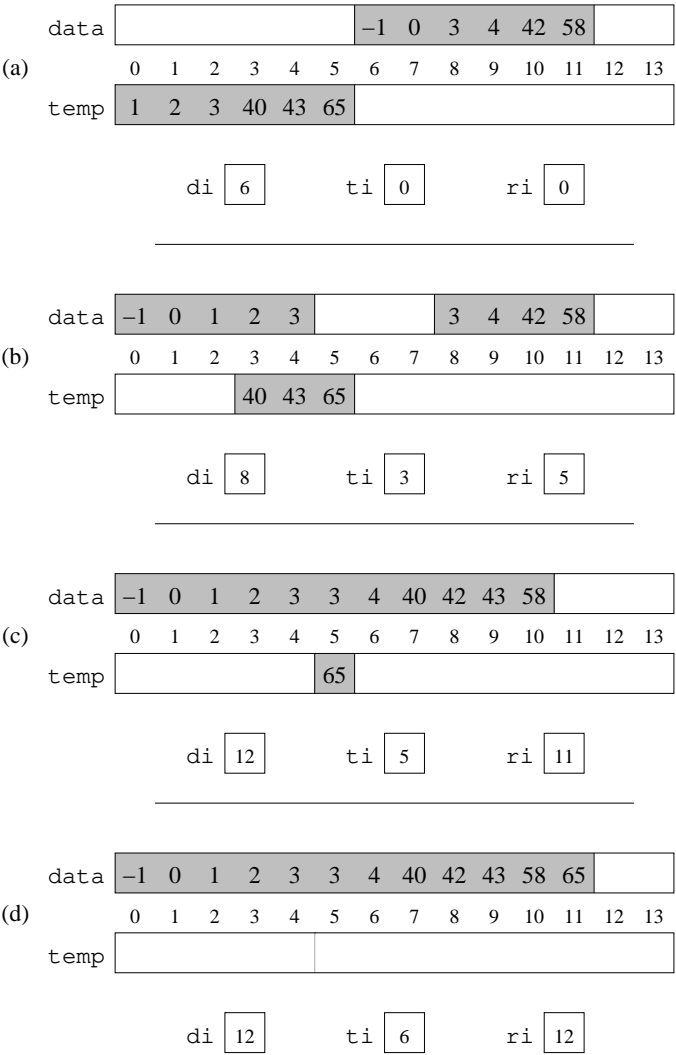 data –1 0 3 4 42 58
(a) 0 1 2 3 4 5 6 7 8 9 10 11 12 13
temp 1 2 3 40 43 65
di 6 ti 0 ri 0
data –1 0 1 2 3 3 4 42 58
(b) 0 1 2 3 4 5 6 7 8 9 10 11 12 13
temp 40 43 65
di 8 ti 3 ri 5
data –1 0 1 2 3 3 4 40 42 43 58
(c) 0 1 2 3 4 5 6 7 8 9 10 11 12 13
temp 65
di 12 ti 5 ri 11
data –1 0 1 2 3 3 4 40 42 43 58 65
(d) 0 1 2 3 4 5 6 7 8 9 10 11 12 13
temp
di 12 ti 6 ri 12